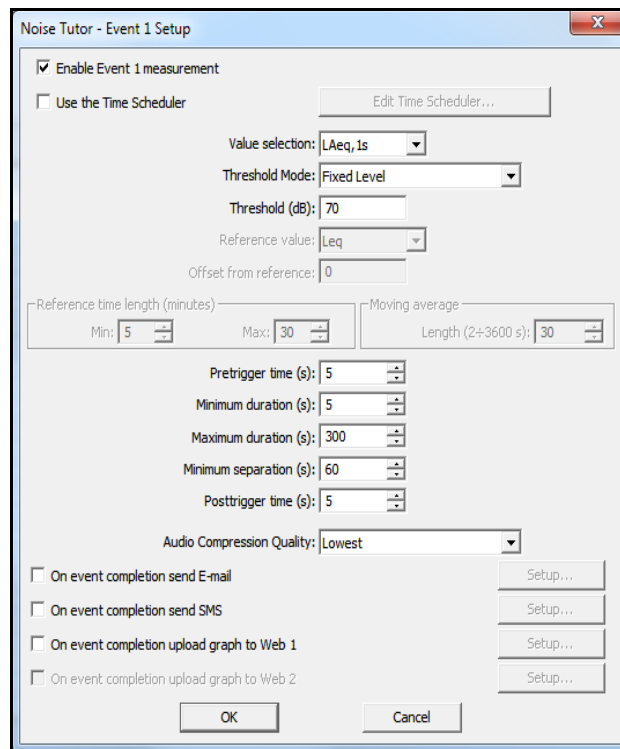 Noise Tutor - Event 1 Setup
Enable Event 1 measurement
Use the Time Scheduler Edit Time Scheduler...
Value selection: LAeq,1s
Threshold Mode: Fixed Level
Threshold (dB): 70
Reference value: Leq
Offset from reference: 0
Reference time length (minutes) Moving average
Min: 5 Max: 30 Length (2÷3600 s): 30
Pretrigger time (s): 5
Minimum duration (s): 5
Maximum duration (s): 300
Minimum separation (s): 60
Posttrigger time (s): 5
Audio Compression Quality: Lowest
On event completion send E-mail Setup...
On event completion send SMS Setup...
On event completion upload graph to Web 1 Setup...
On event completion upload graph to Web 2 Setup...
OK Cancel